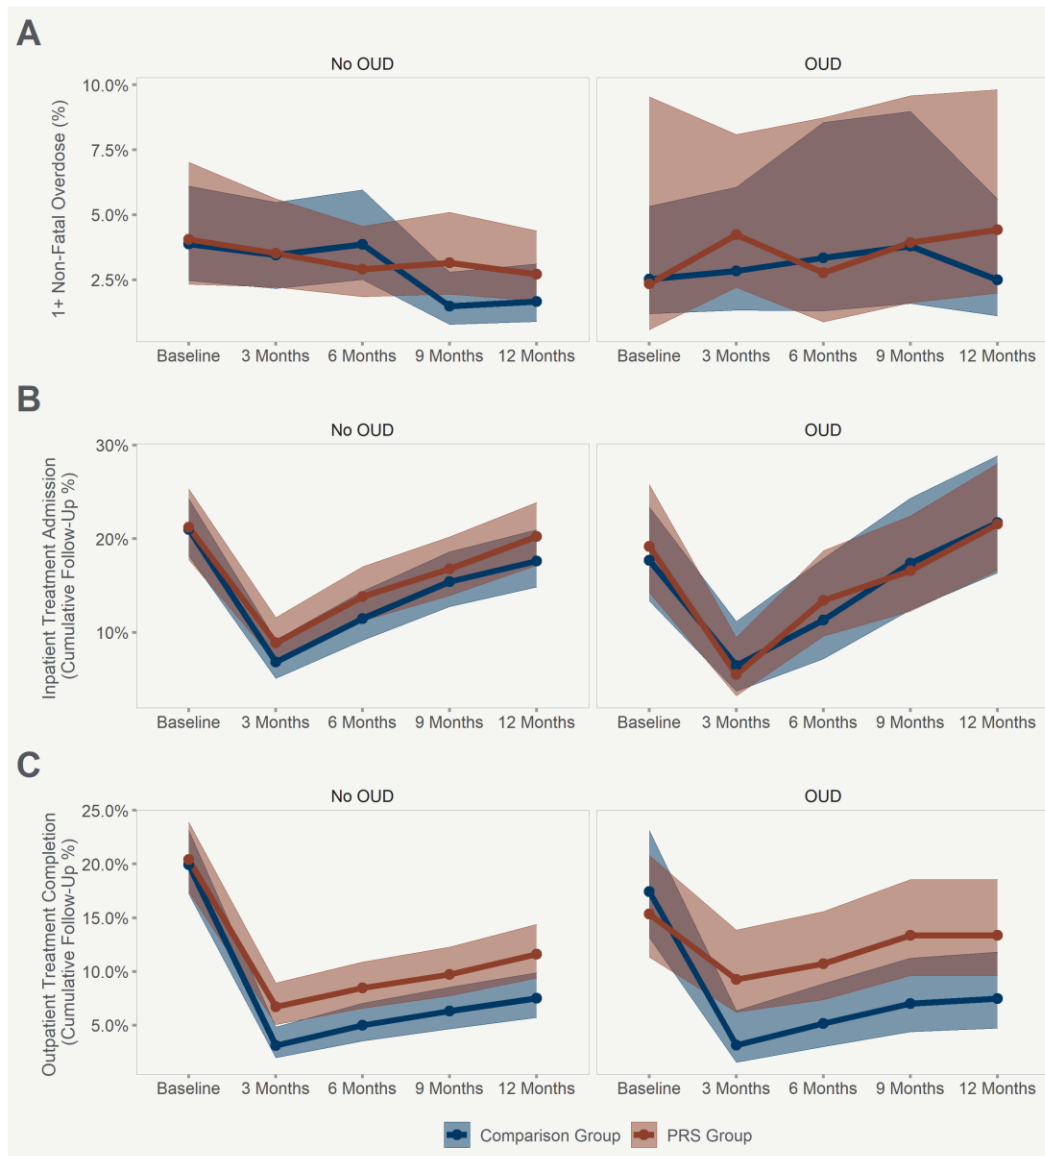 A
No OUD
OUD
1+ Non-Fatal Overdose (%)
10.0%
7.5%
5.0%
2.5%
Baseline 3 Months 6 Months 9 Months 12 Months
Baseline 3 Months 6 Months 9 Months 12 Months
B
No OUD
OUD
Inpatient Treatment Admission
(Cumulative Follow-Up %)
30%
20%
10%
Baseline 3 Months 6 Months 9 Months 12 Months
Baseline 3 Months 6 Months 9 Months 12 Months
C
No OUD
OUD
Outpatient Treatment Completion
(Cumulative Follow-Up %)
25.0%
20.0%
15.0%
10.0%
5.0%
Baseline 3 Months 6 Months 9 Months 12 Months
Baseline 3 Months 6 Months 9 Months 12 Months
Comparison Group PRS Group